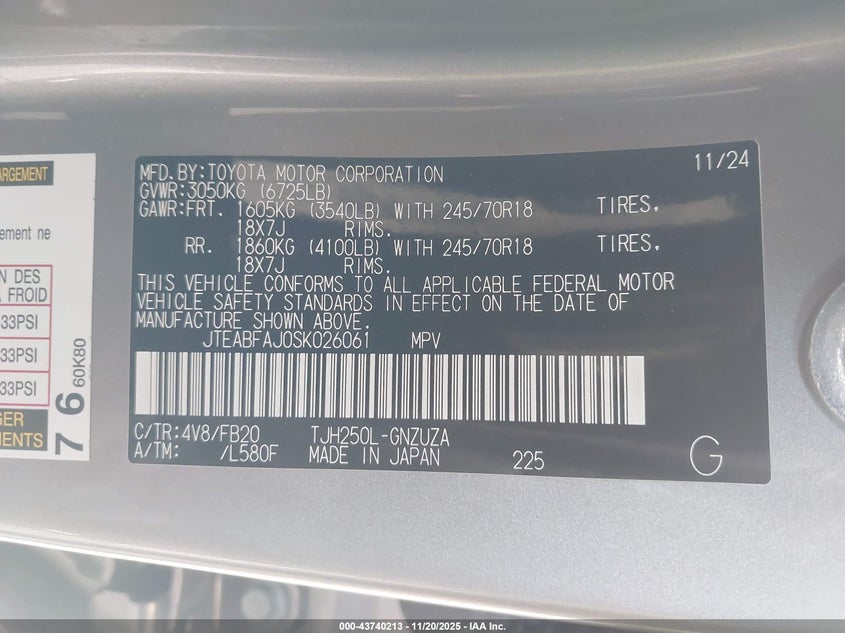 ARGEMENT
ement ne
N DES
A FROID
33PSI
33PSI
33PSI
GER
MENTS
7 6 60K80
MFD.BY:TOYOTA MOTOR CORPORATION 11/24
GVWR:3050KG (6725LB)
GAWR:FRT. 1605KG (3540LB) WITH 245/70R18 TIRES,
18X7J RIMS.
RR. 1860KG (4100LB) WITH 245/70R18 TIRES,
18X7J RIMS.
THIS VEHICLE CONFORMS TO ALL APPLICABLE FEDERAL MOTOR
VEHICLE SAFETY STANDARDS IN EFFECT ON THE DATE OF
MANUFACTURE SHOWN ABOVE.
JTEABFAJ0SK026061 MPV
C/TR:4V8/FB20 TJH250L-GNZUZA
A/TM: /L580F MADE IN JAPAN 225 G
000-43740213 - 11/20/2025 - IAA Inc.